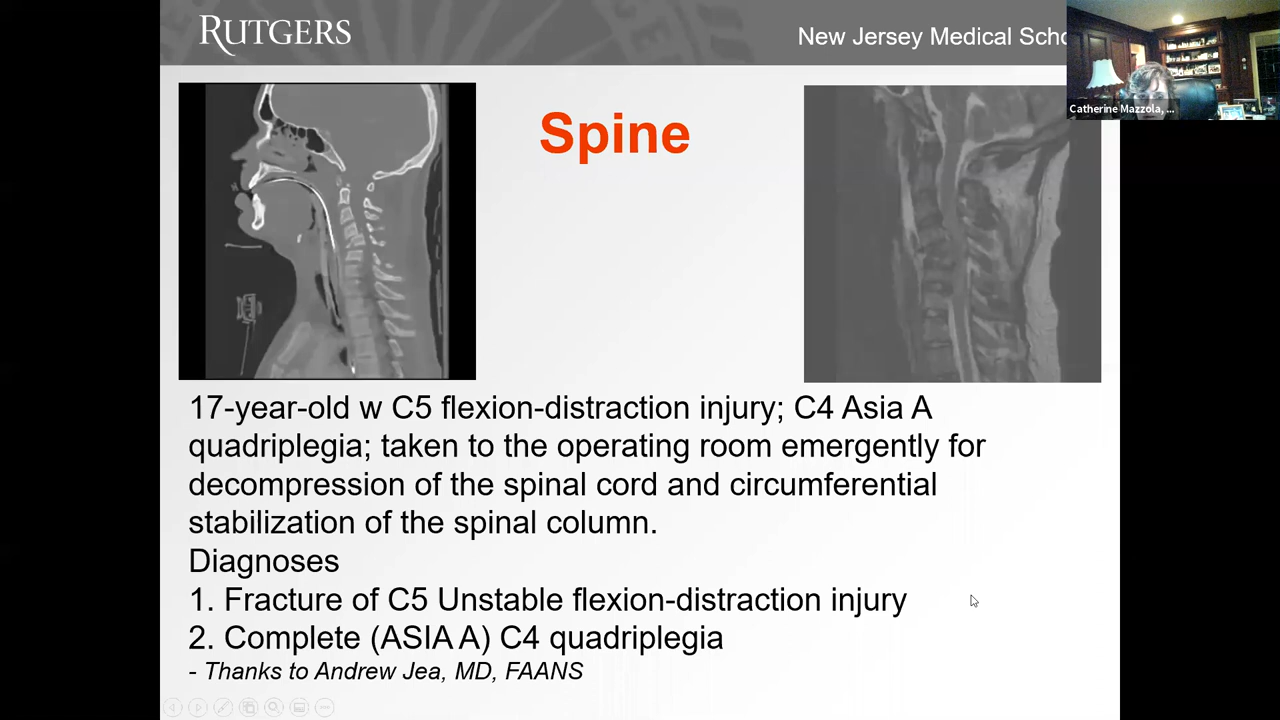 RUTGERS
New Jersey Medical Scho
Catherine Mazzola, ...
Spine
17-year-old w C5 flexion-distraction injury; C4 Asia A
quadriplegia; taken to the operating room emergently for
decompression of the spinal cord and circumferential
stabilization of the spinal column.
Diagnoses
1. Fracture of C5 Unstable flexion-distraction injury
2. Complete (ASIA A) C4 quadriplegia
- Thanks to Andrew Jea, MD, FAANS